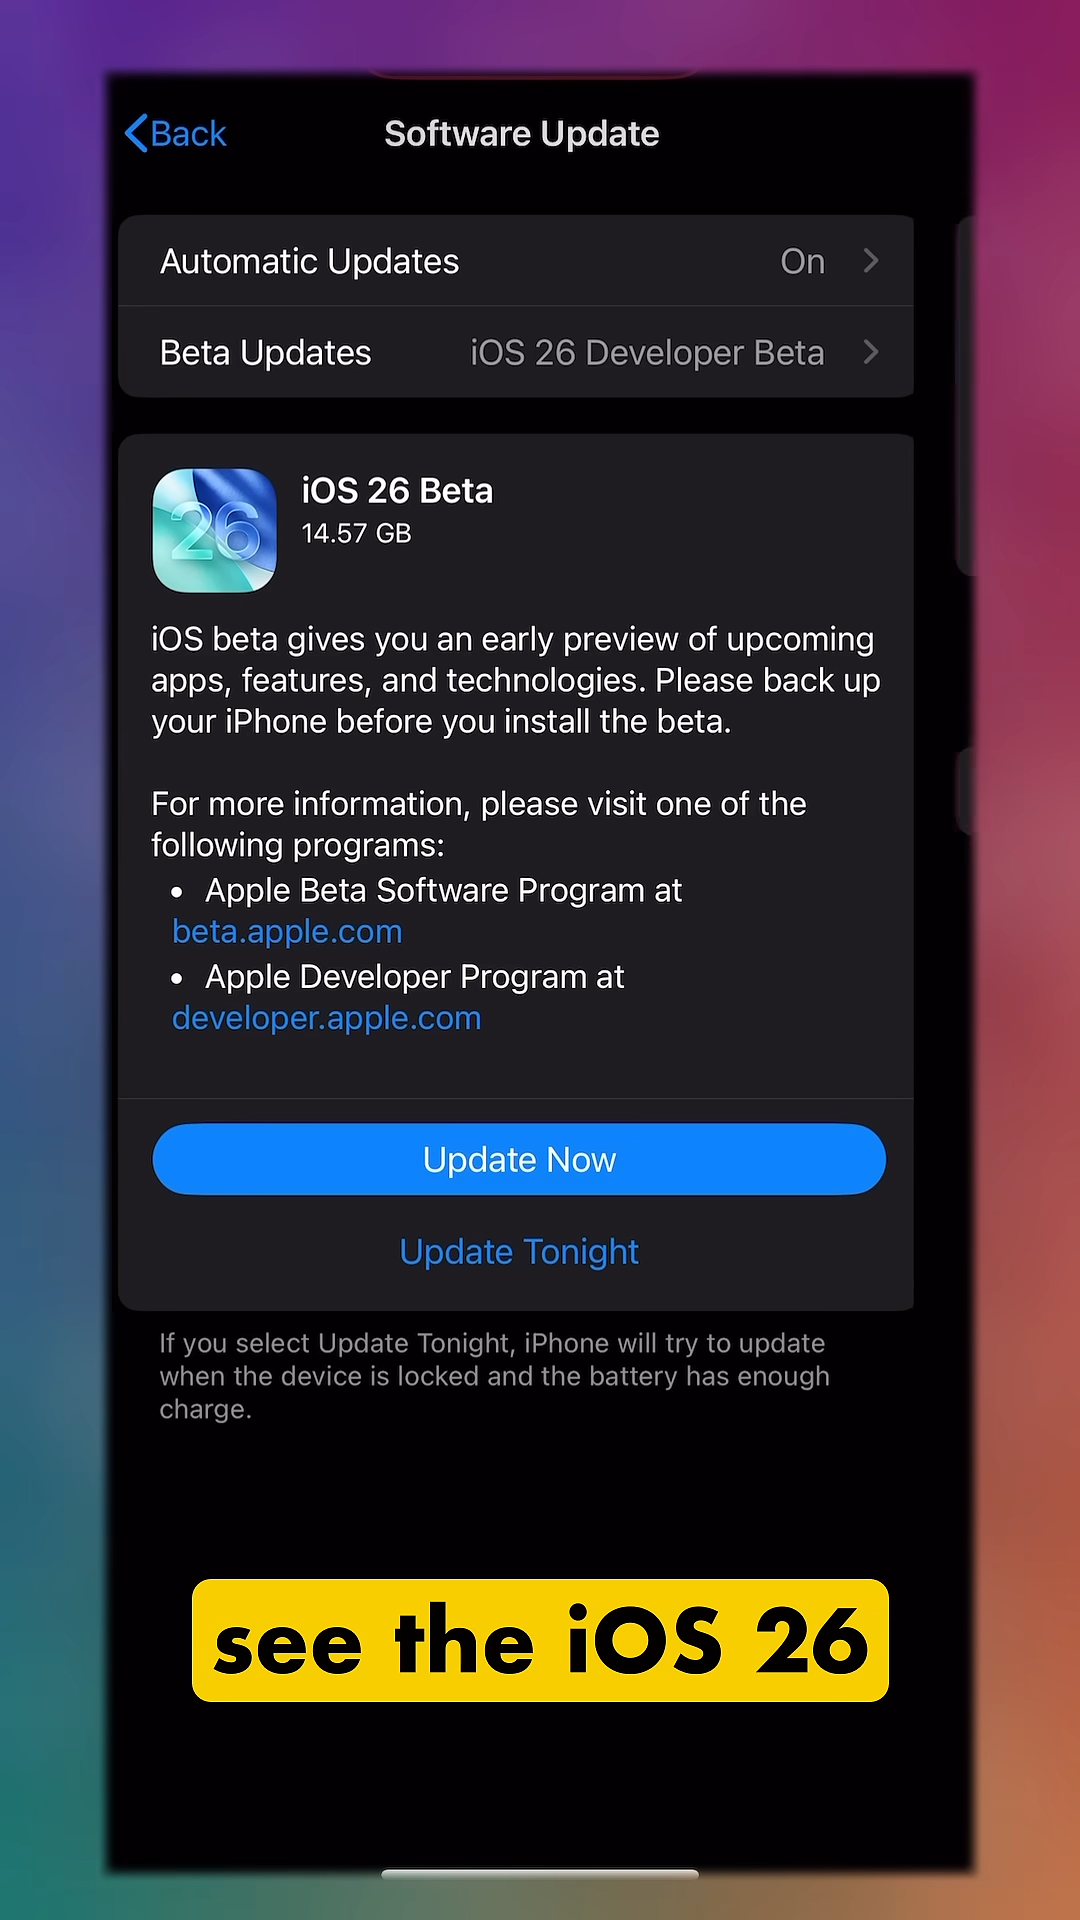 Back
Software Update
Automatic Updates On
Beta Updates iOS 26 Developer Beta
26
iOS 26 Beta
14.57 GB
iOS beta gives you an early preview of upcoming
apps, features, and technologies. Please back up
your iPhone before you install the beta.
For more information, please visit one of the
following programs:
• Apple Beta Software Program at
beta.apple.com
• Apple Developer Program at
developer.apple.com
Update Now
Update Tonight
If you select Update Tonight, iPhone will try to update
when the device is locked and the battery has enough
charge.
see the iOS 26